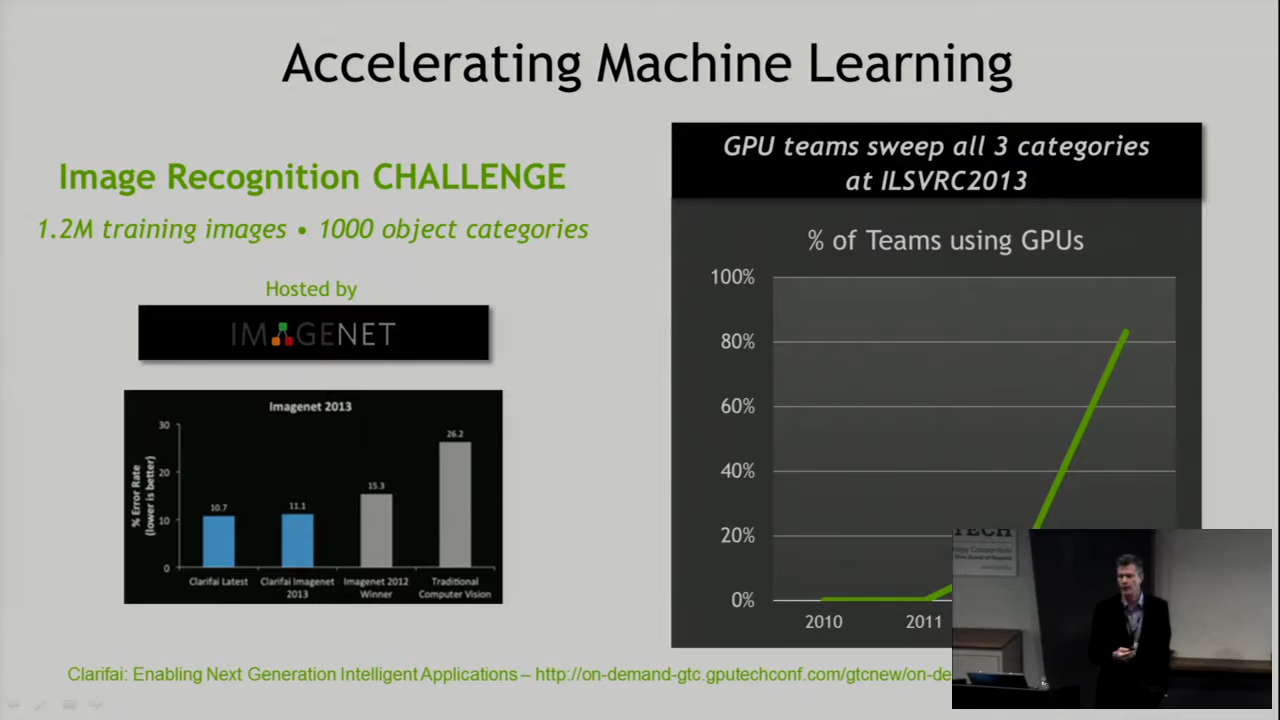 Accelerating Machine Learning
Image Recognition CHALLENGE
1.2M training images • 1000 object categories
Hosted by
IMAGENET
Imagenet 2013
% Error Rate
(lower is better)
30
20
10
0
10.7
11.1
15.3
26.2
Clarifai Latest
Clarifai Imagenet
2013
Imagenet 2012
Winner
Traditional
Computer Vision
GPU teams sweep all 3 categories
at ILSVRC2013
% of Teams using GPUs
100%
80%
60%
40%
20%
0%
2010
2011
Clarifai: Enabling Next Generation Intelligent Applications – http://on-demand-gtc.gputechconf.com/gtcnew/on-de
TECH